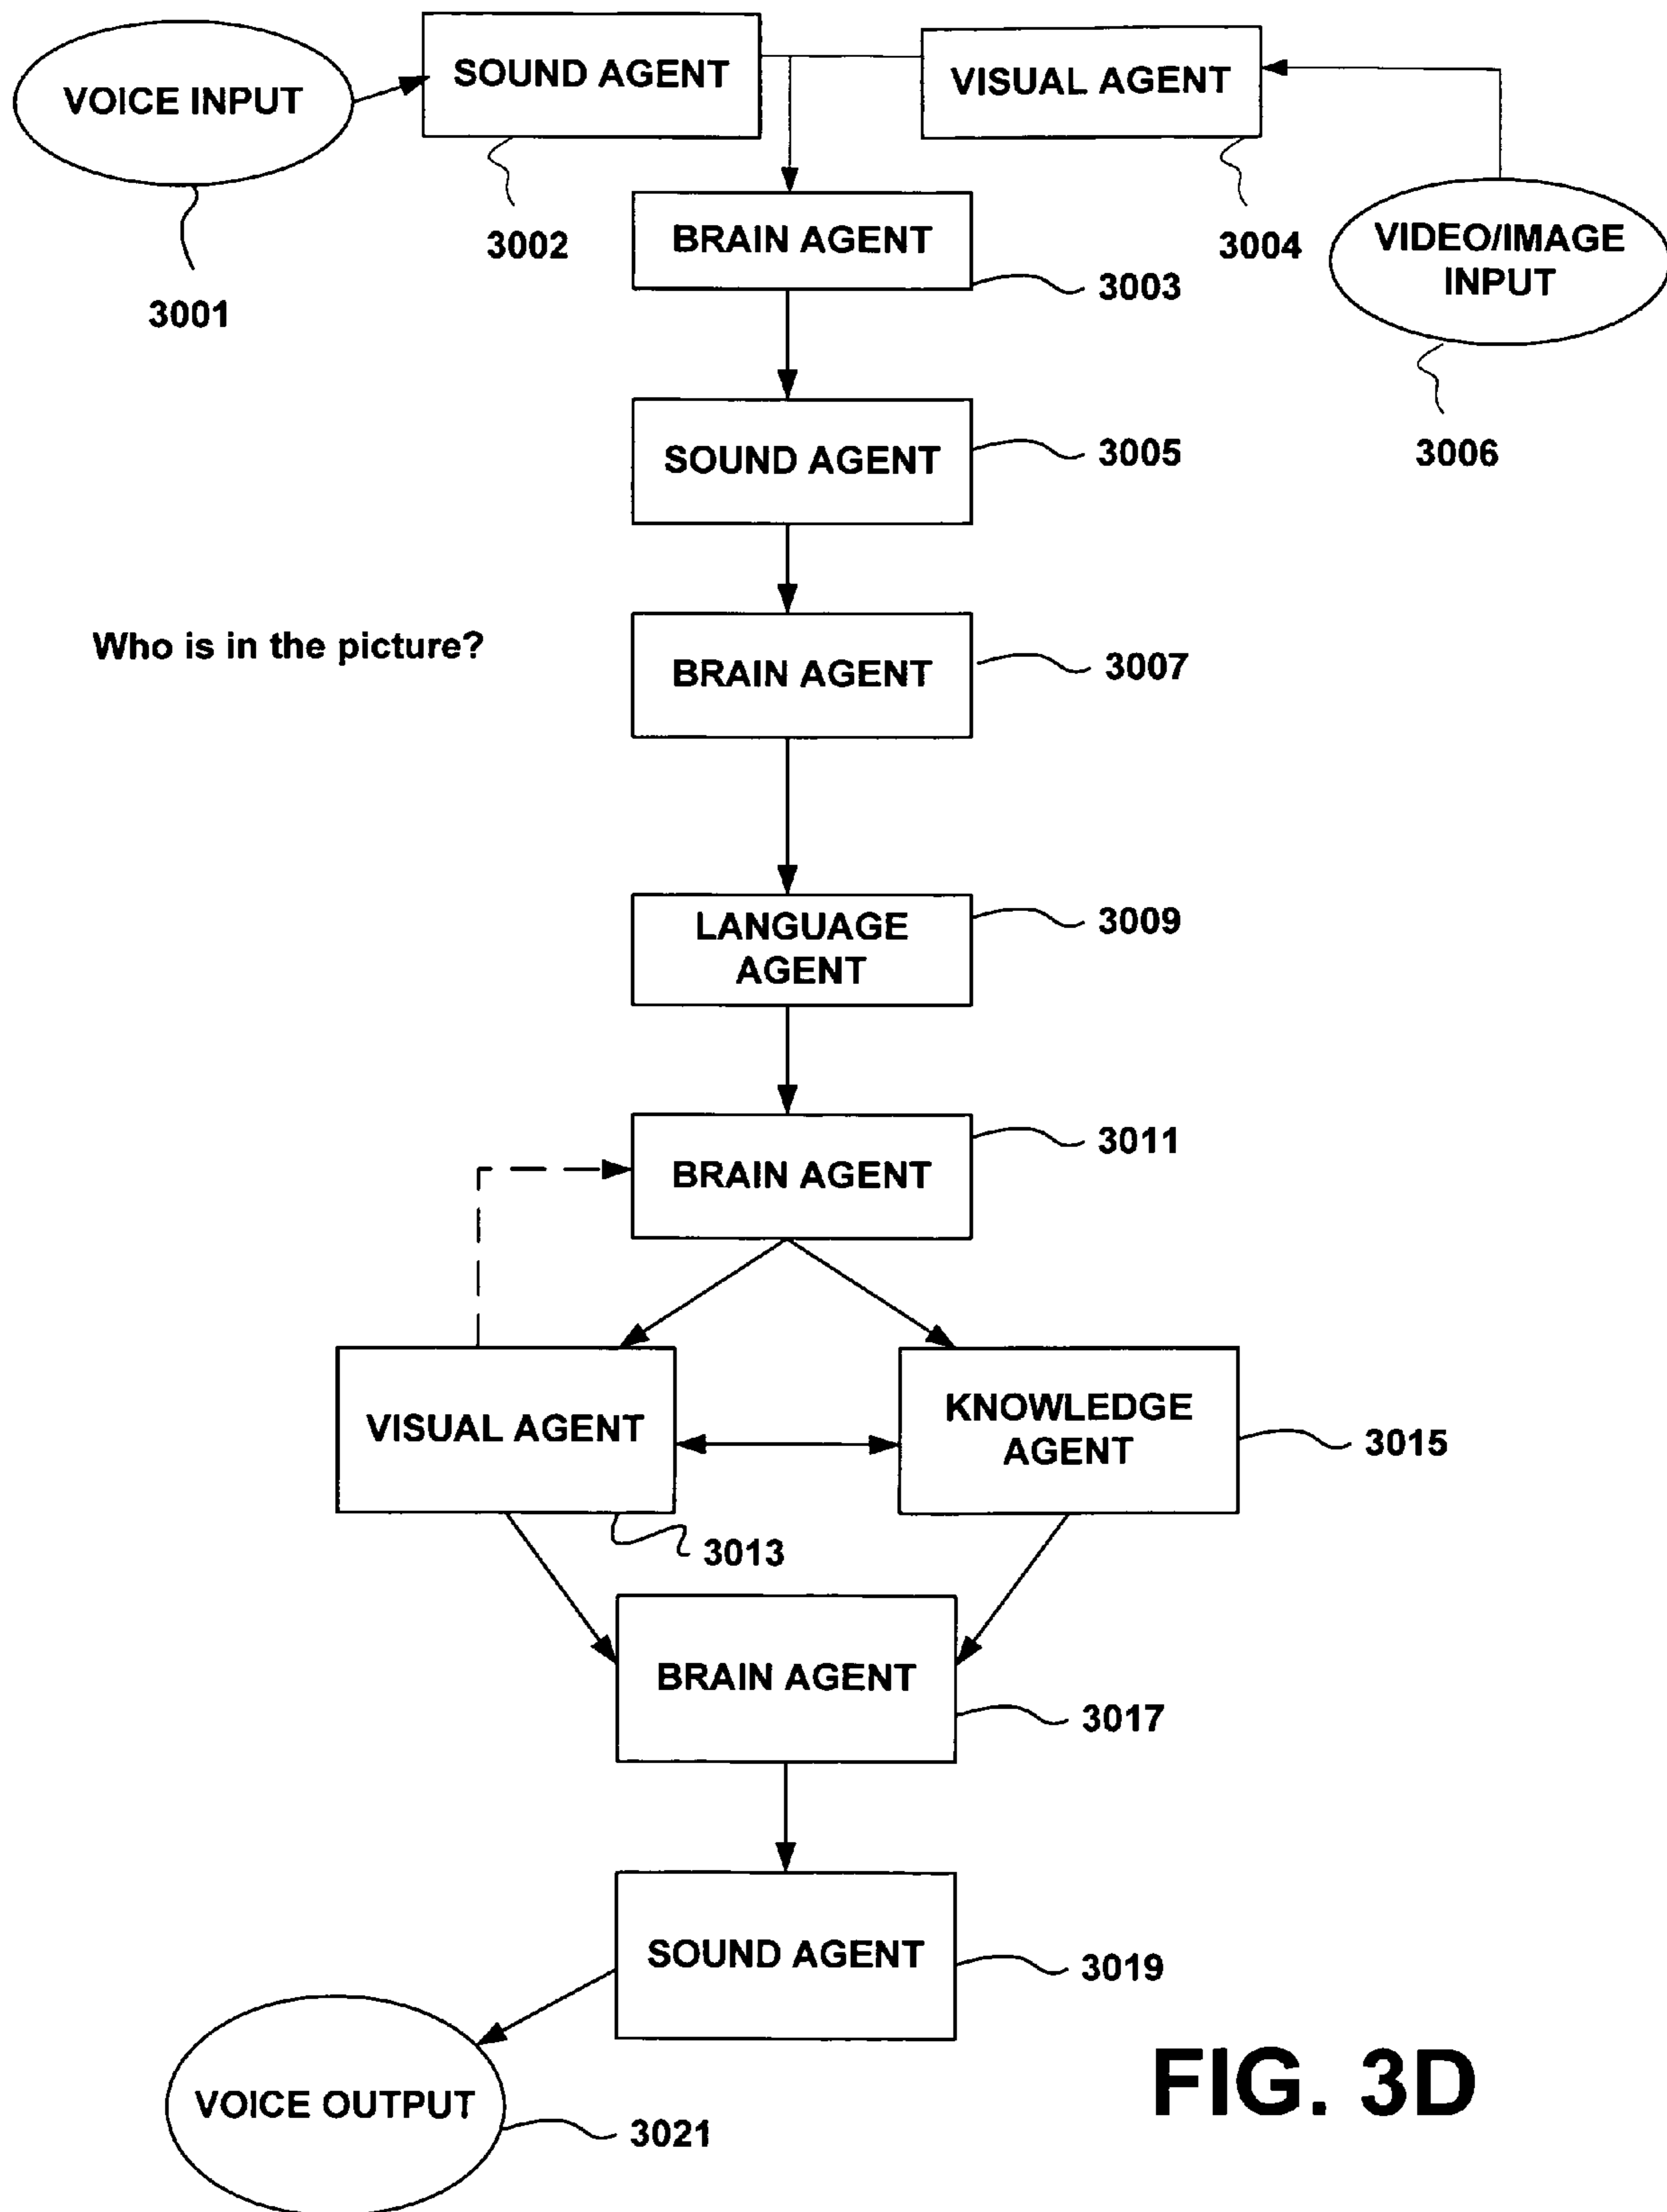 VOICE INPUT
3001
SOUND AGENT
3002
VISUAL AGENT
3004
VIDEO/IMAGE
INPUT
3006
BRAIN AGENT
3003
SOUND AGENT
3005
Who is in the picture?
BRAIN AGENT
3007
LANGUAGE
AGENT
3009
BRAIN AGENT
3011
VISUAL AGENT
3013
KNOWLEDGE
AGENT
3015
BRAIN AGENT
3017
SOUND AGENT
3019
VOICE OUTPUT
3021
FIG. 3D